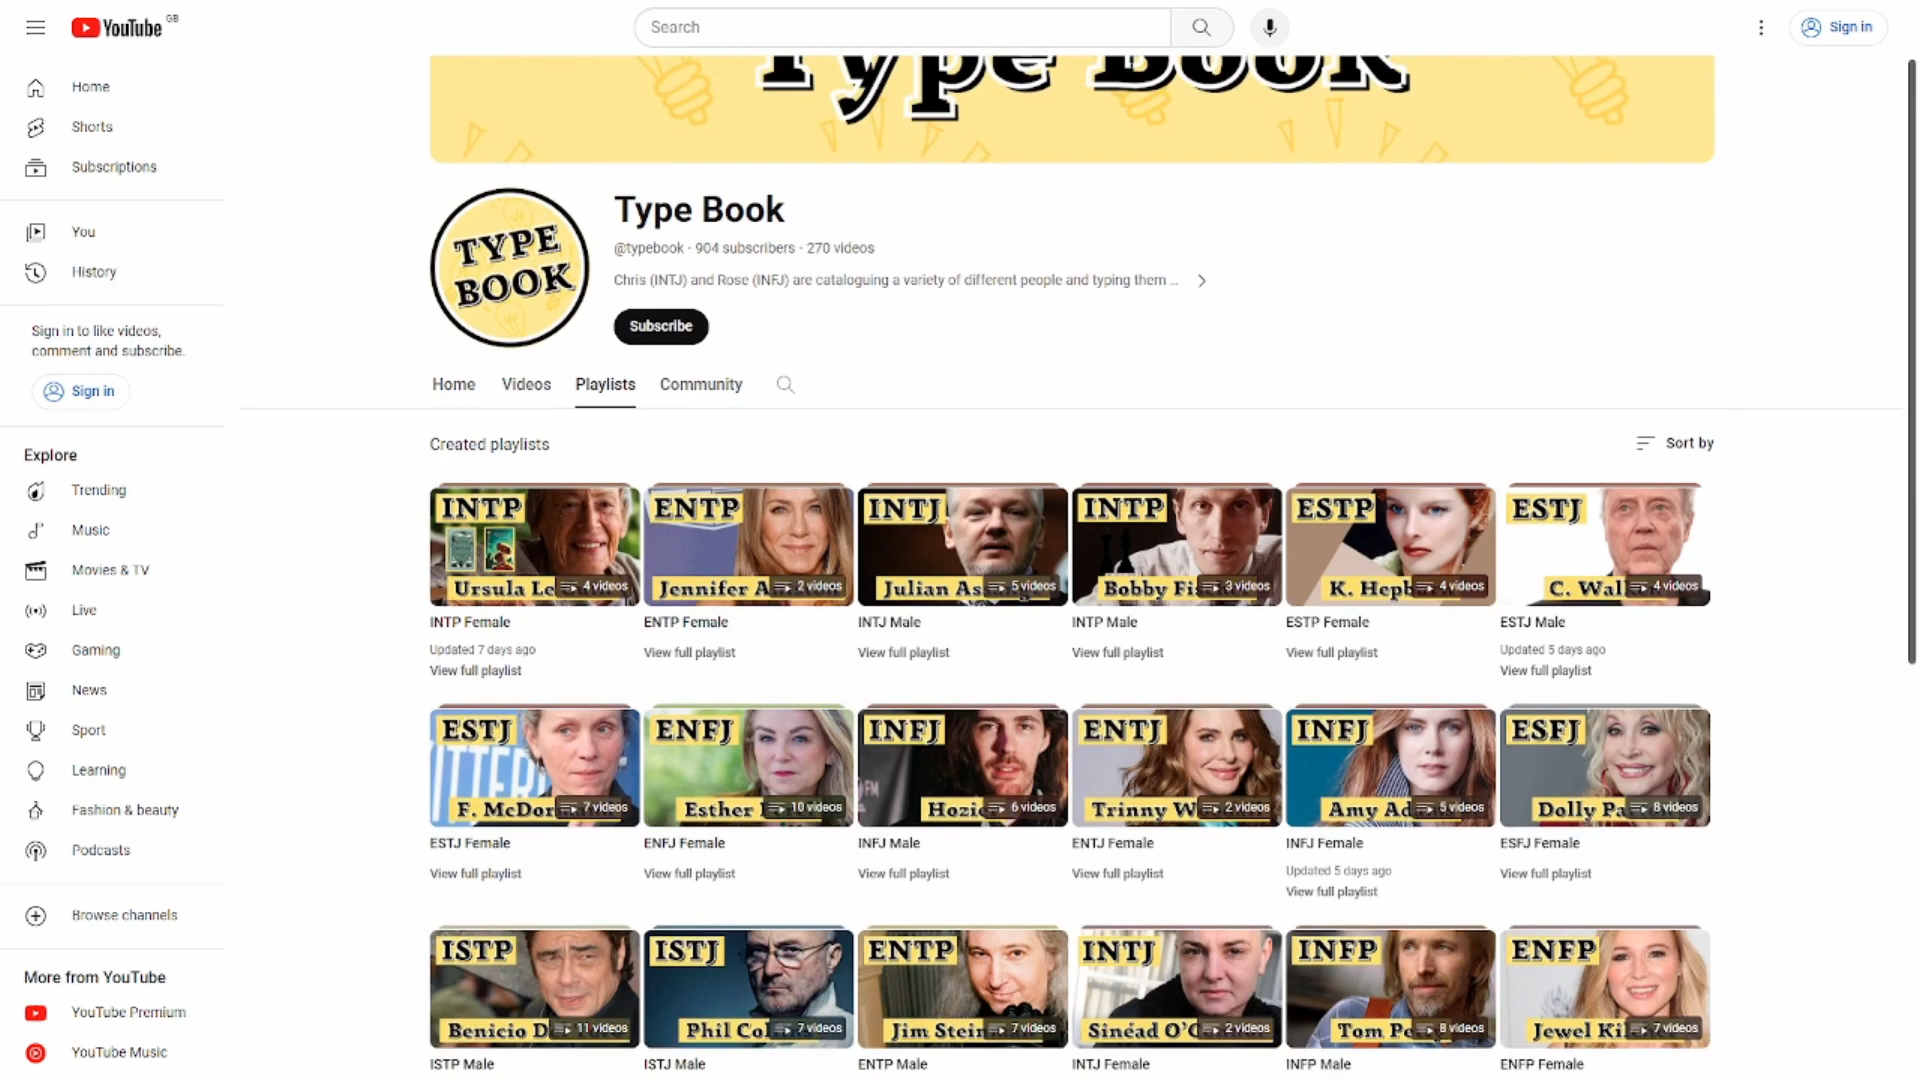 YouTube GB
Search
Sign in
Home
Shorts
Subscriptions
You
History
Sign in to like videos,
comment and subscribe.
Sign in
Explore
Trending
Music
Movies & TV
Live
Gaming
News
Sport
Learning
Fashion & beauty
Podcasts
Browse channels
More from YouTube
YouTube Premium
YouTube Music
Type Book
TYPE
BOOK
Type Book
@typebook · 904 subscribers · 270 videos
Chris (INTJ) and Rose (INFJ) are cataloguing a variety of different people and typing them ...
Subscribe
Home Videos Playlists Community
Created playlists
Sort by
INTP ENTP INTJ INTP ESTP ESTJ
Ursula Le 4 videos Jennifer A 2 videos Julian As 5 videos Bobby Fi 3 videos K. Hepb 4 videos C. Wal 4 videos
INTP Female ENTP Female INTJ Male INTP Male ESTP Female ESTJ Male
Updated 7 days ago Updated 5 days ago
View full playlist View full playlist View full playlist View full playlist View full playlist View full playlist
ESTJ ENFJ INFJ ENTJ INFJ ESFJ
F. McDor 7 videos Esther 10 videos Hozi 6 videos Trinny W 2 videos Amy Ad 5 videos Dolly Pa 8 videos
ESTJ Female ENFJ Female INFJ Male ENTJ Female INFJ Female ESFJ Female
Updated 5 days ago
View full playlist View full playlist View full playlist View full playlist View full playlist View full playlist
ISTP ISTJ ENTP INTJ INFP ENFP
Benicio D 11 videos Phil Col 7 videos Jim Stein 7 videos Sinéad O'C 2 videos Tom Pe 8 videos Jewel Ki 7 videos
ISTP Male ISTJ Male ENTP Male INTJ Female INFP Male ENFP Female